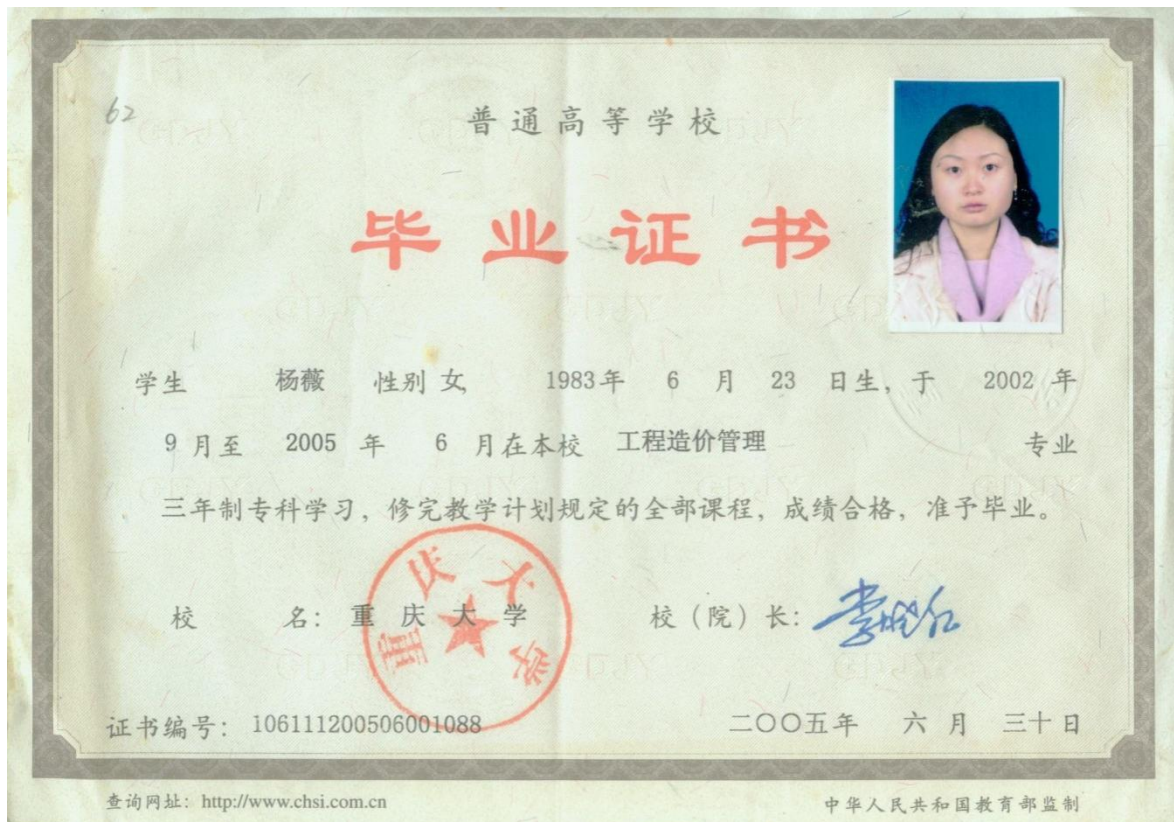 62
普通高等学校
毕业证书
学生 杨薇 性别 女, 1983年 6 月 23 日生, 于 2002 年
9 月至 2005 年 6 月在本校 工程造价管理 专业
三年制专科学习, 修完教学计划规定的全部课程, 成绩合格, 准予毕业。
校 名: 重庆大学 校 (院) 长:
重庆大学
证书编号: 106111200506001088 二〇〇五年 六月 三十日
查询网址: http://www.chsi.com.cn 中华人民共和国教育部监制